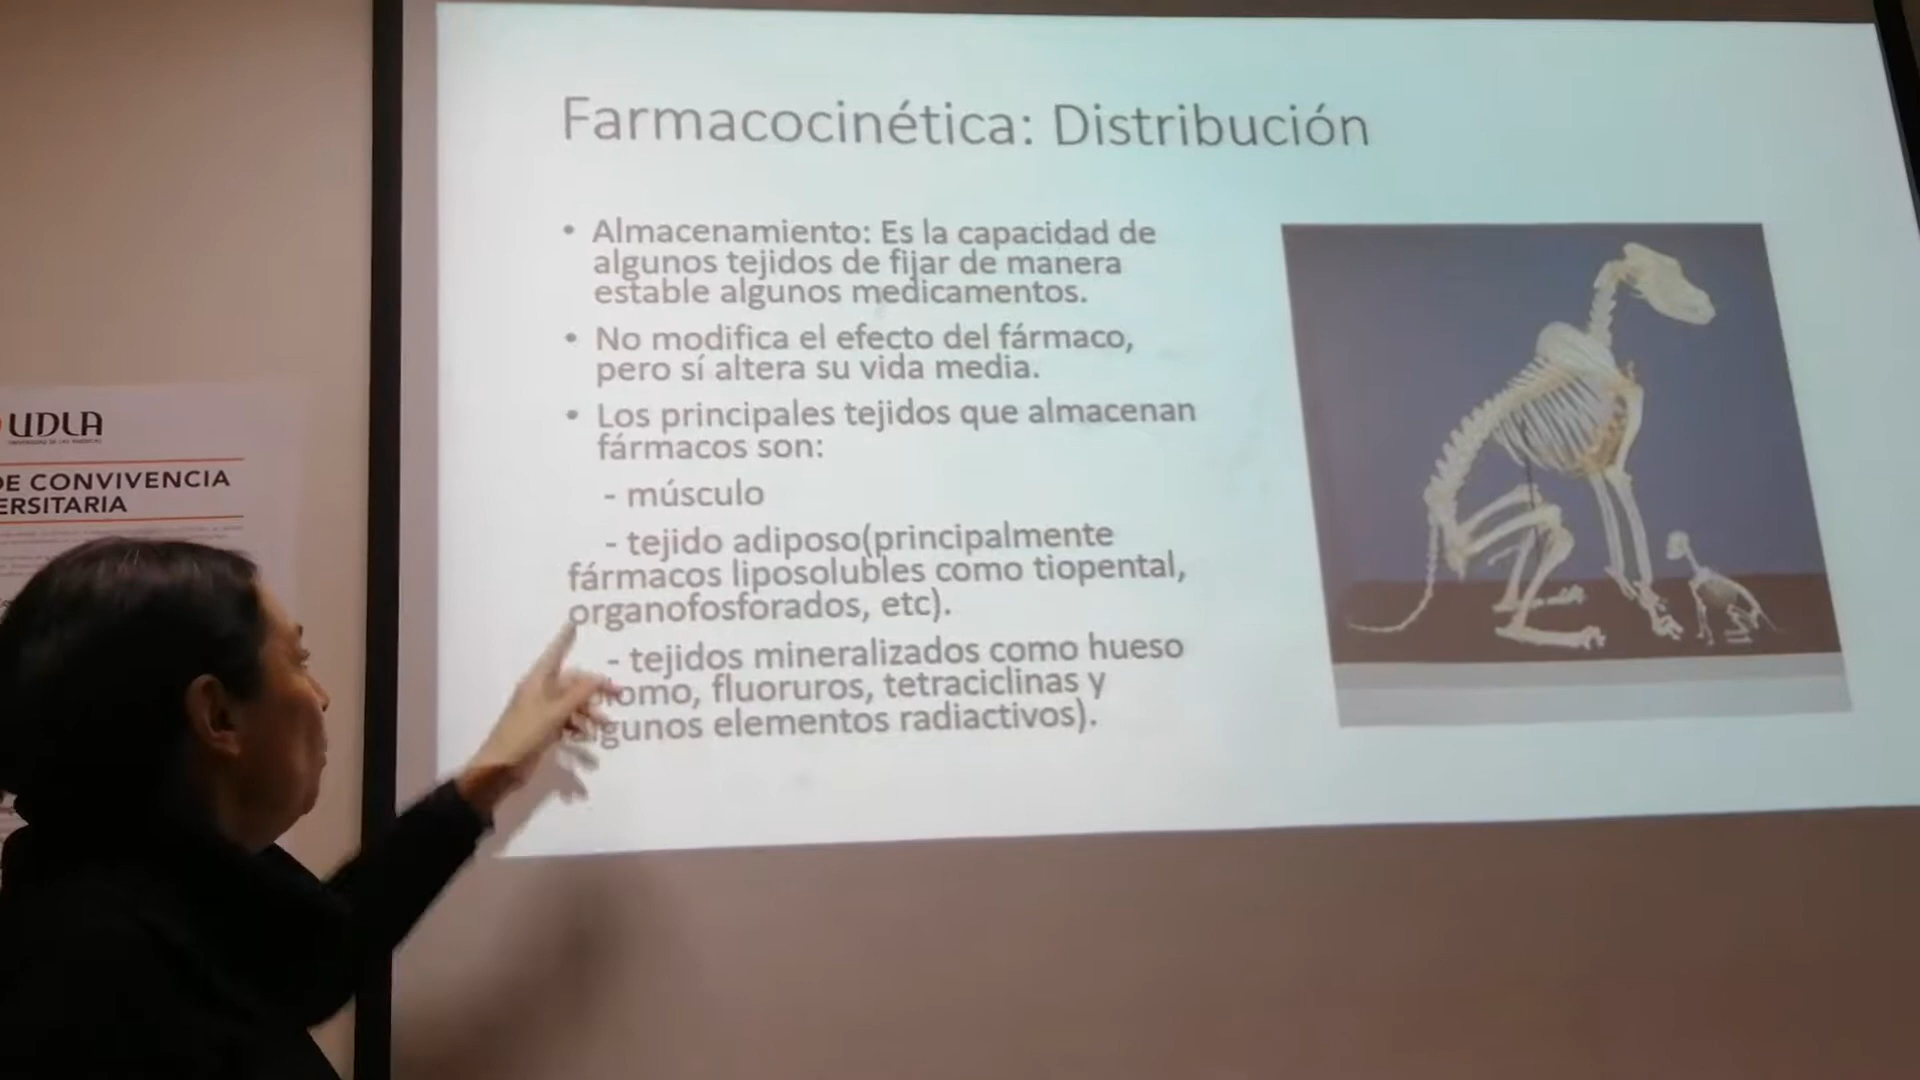 Farmacocinética: Distribución
• Almacenamiento: Es la capacidad de
algunos tejidos de fijar de manera
estable algunos medicamentos.
• No modifica el efecto del fármaco,
pero sí altera su vida media.
• Los principales tejidos que almacenan
fármacos son:
- músculo
- tejido adiposo(principalmente
fármacos liposolubles como tiopental,
organofosforados, etc).
- tejidos mineralizados como hueso
fluoruros, tetraciclinas y
elementos radiactivos).
UDLA
DE CONVIVENCIA
ERSITARIA